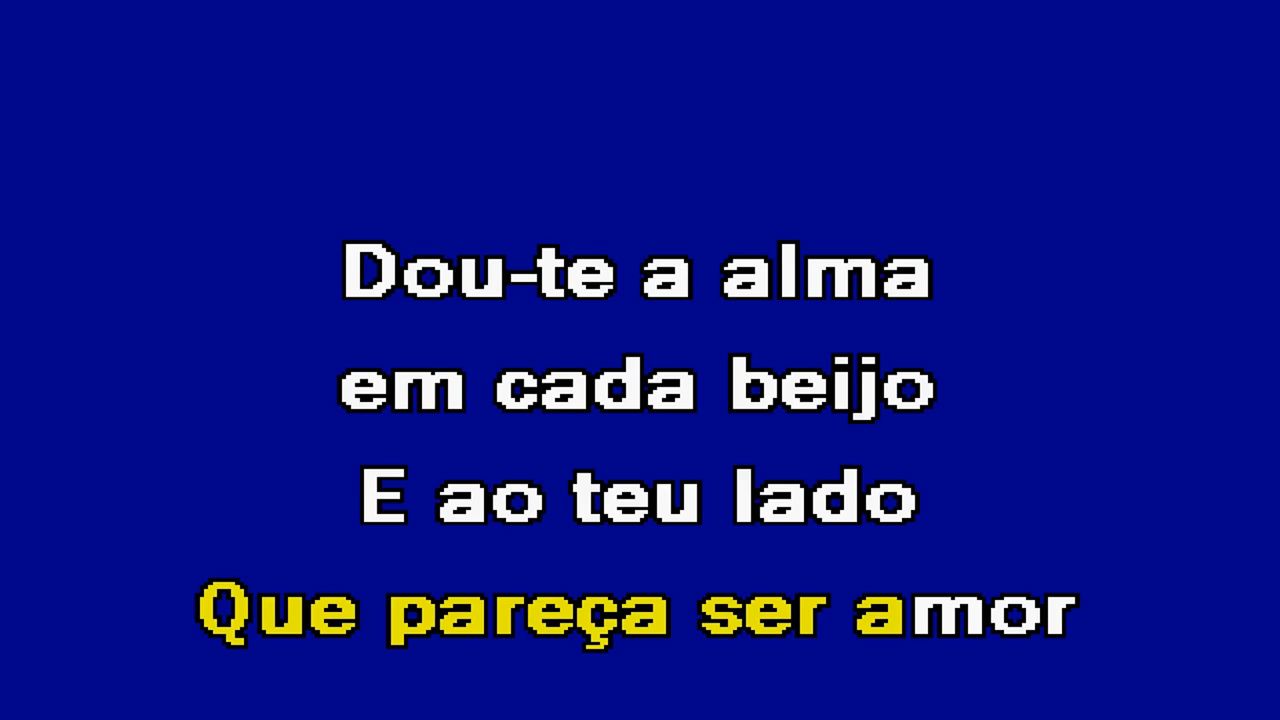 Dou-te a alma
em cada beijo
E ao teu lado
Que pareça ser amor